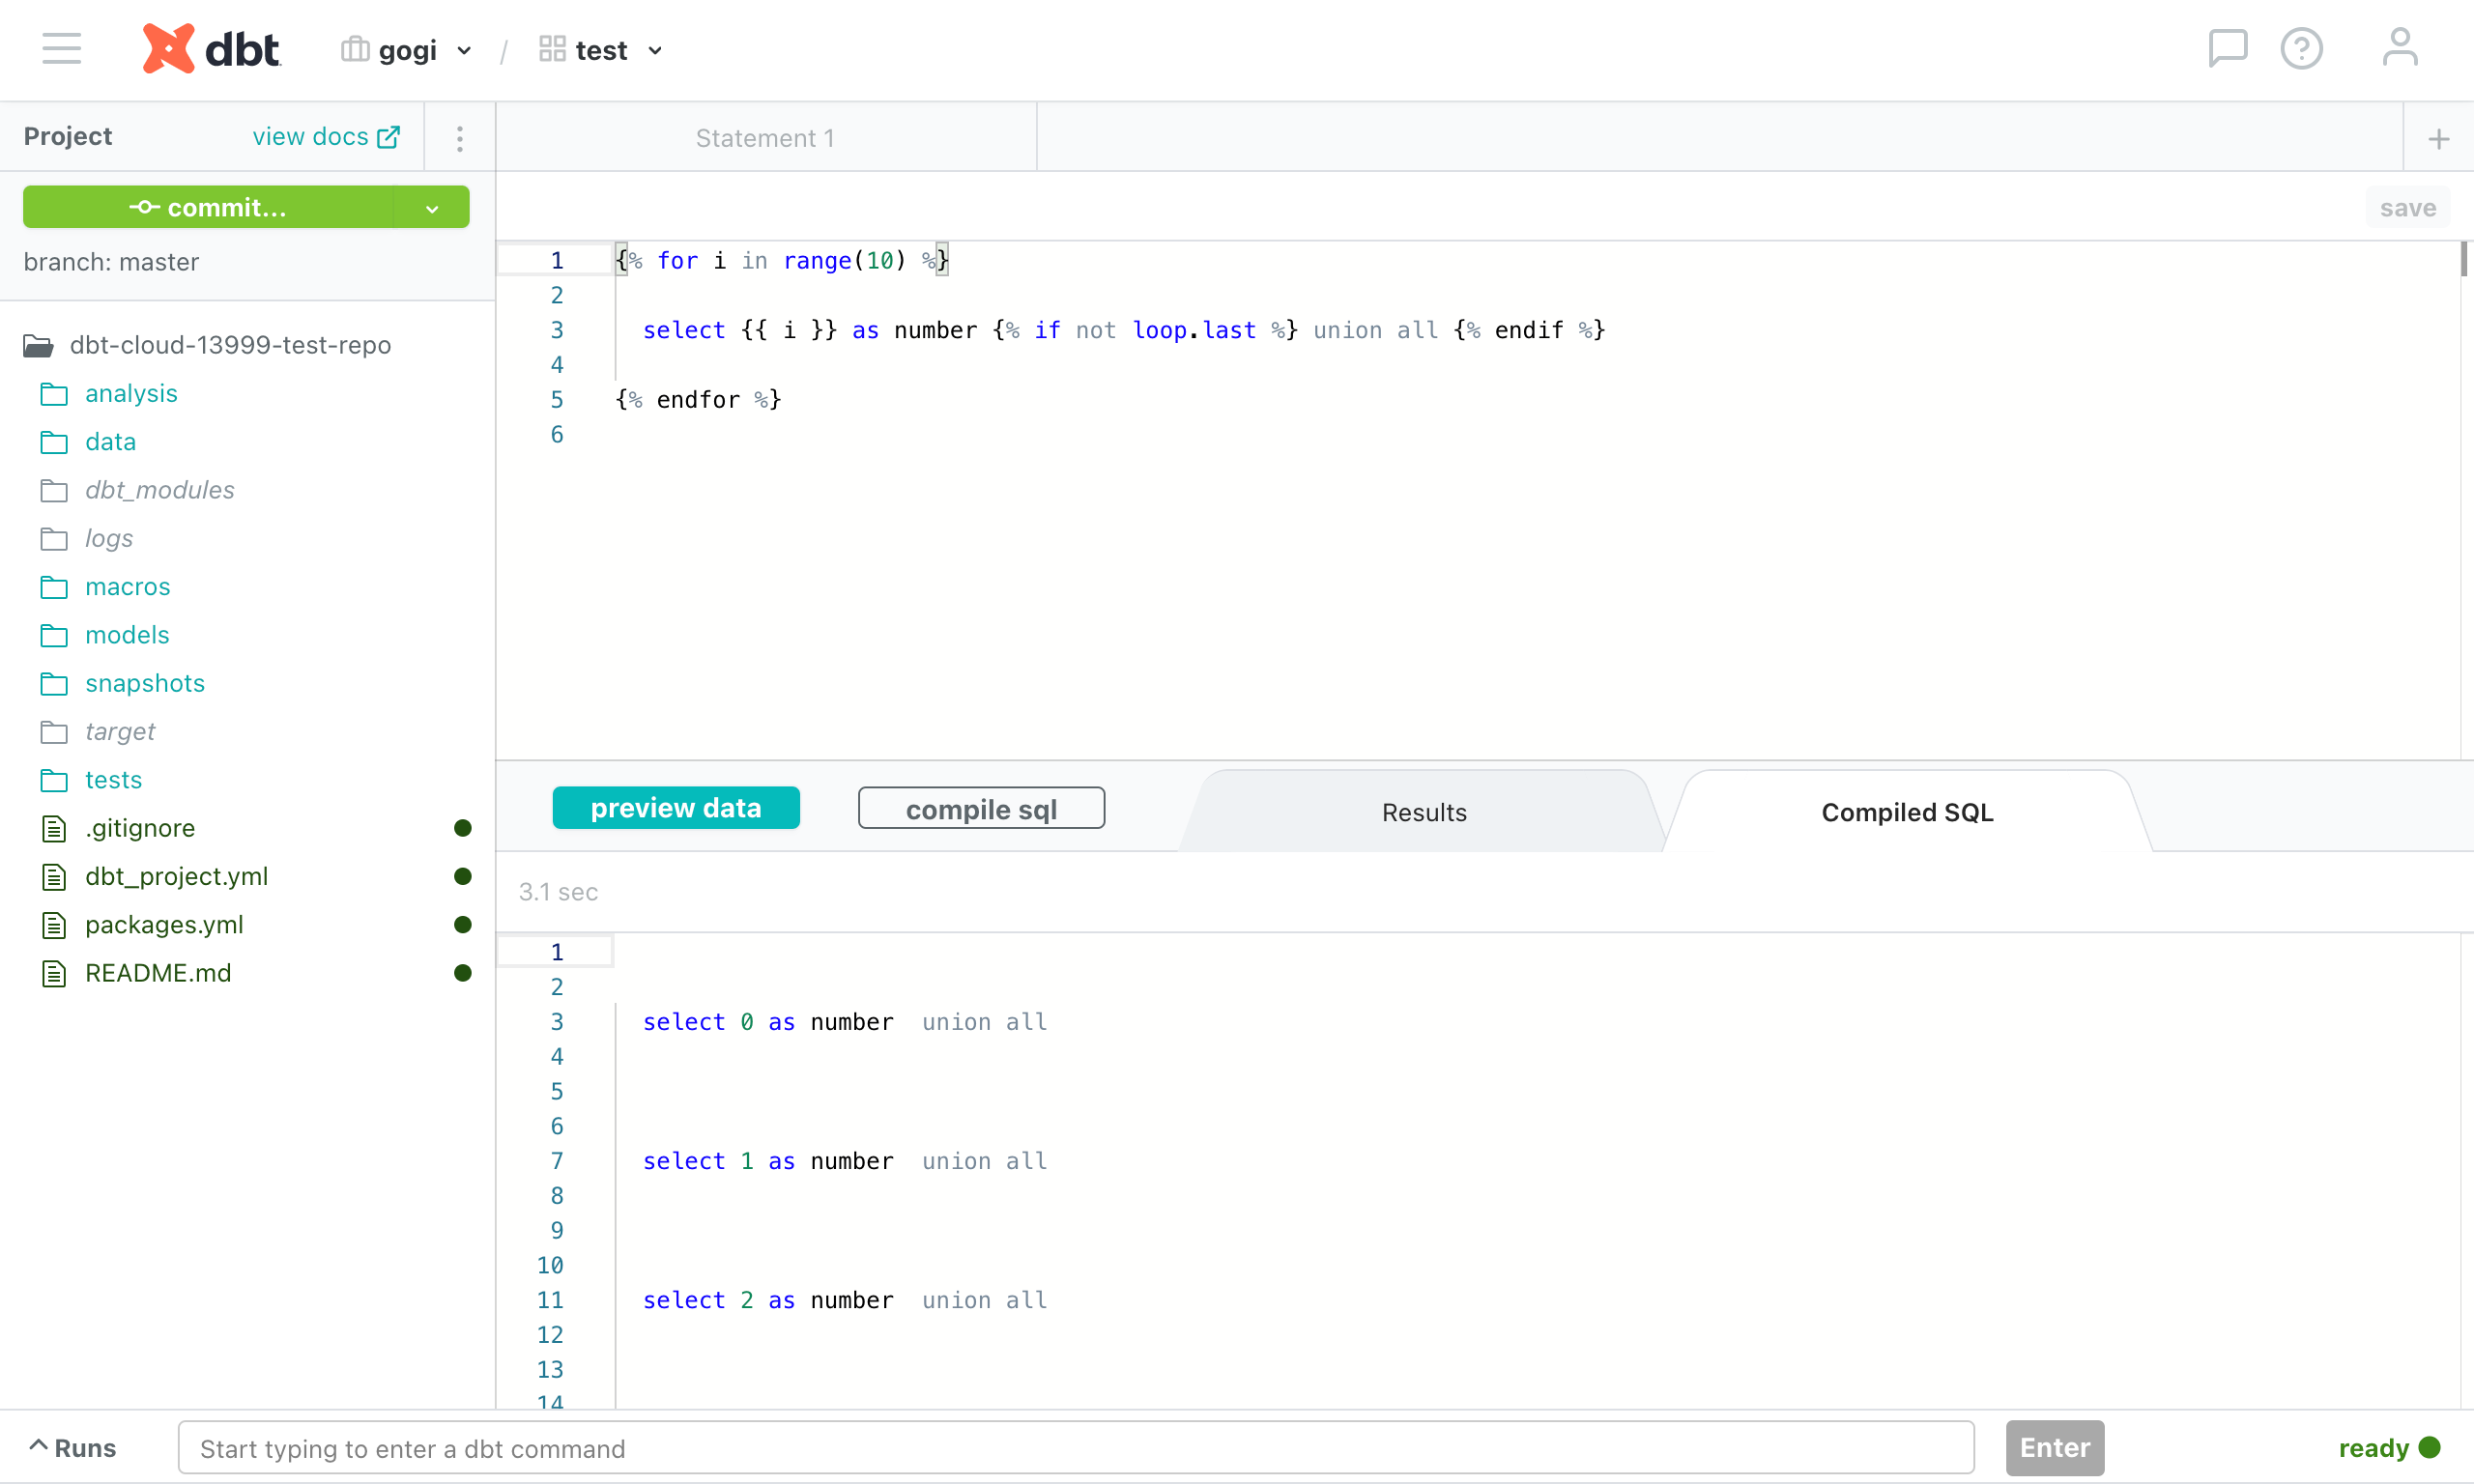 dbt gogi / test
Project view docs
Statement 1
+
commit...
save
branch: master
dbt-cloud-13999-test-repo
analysis
data
dbt_modules
logs
macros
models
snapshots
target
tests
.gitignore
dbt_project.yml
packages.yml
README.md
1 {% for i in range(10) %}
2
3 select {{ i }} as number {% if not loop.last %} union all {% endif %}
4
5 {% endfor %}
6
preview data compile sql Results Compiled SQL
3.1 sec
1
2
3 select 0 as number union all
4
5
6
7 select 1 as number union all
8
9
10
11 select 2 as number union all
12
13
14
Runs Start typing to enter a dbt command Enter ready